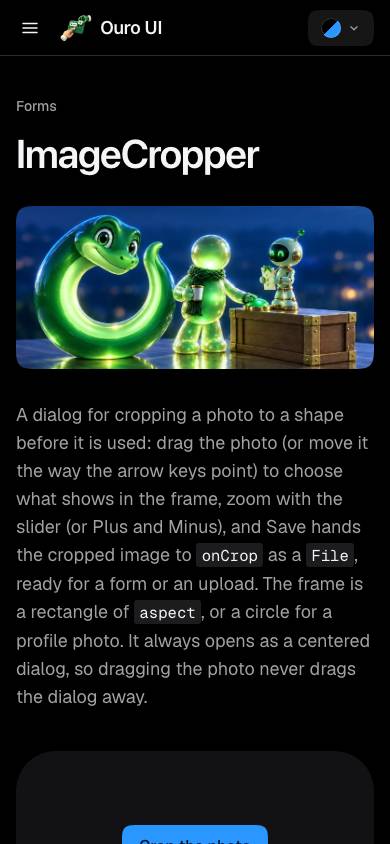 Ouro UI
Forms
ImageCropper
A dialog for cropping a photo to a shape
before it is used: drag the photo (or move it
the way the arrow keys point) to choose
what shows in the frame, zoom with the
slider (or Plus and Minus), and Save hands
the cropped image to onCrop as a File,
ready for a form or an upload. The frame is
a rectangle of aspect, or a circle for a
profile photo. It always opens as a centered
dialog, so dragging the photo never drags
the dialog away.
Crop the photo